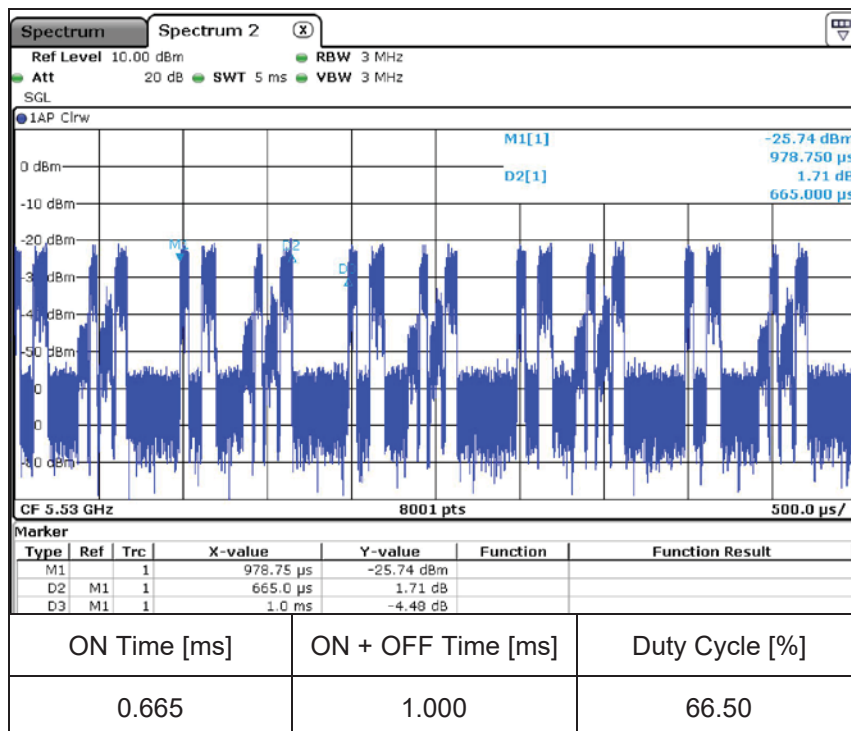 Spectrum Spectrum 2 X
Ref Level 10.00 dBm RBW 3 MHz
Att 20 dB SWT 5 ms VBW 3 MHz
SGL
1AP Clrw
M1[1] -25.74 dBm
978.750 µs
D2[1] 1.71 dB
665.000 µs
0 dBm
-10 dBm
-20 dBm
M1 D2
D3
-50 dBm
CF 5.53 GHz 8001 pts 500.0 µs/
Marker
Type Ref Trc X-value Y-value Function Function Result
M1 1 978.75 µs -25.74 dBm
D2 M1 1 665.0 µs 1.71 dB
D3 M1 1 1.0 ms -4.48 dB
ON Time [ms] ON + OFF Time [ms] Duty Cycle [%]
0.665 1.000 66.50